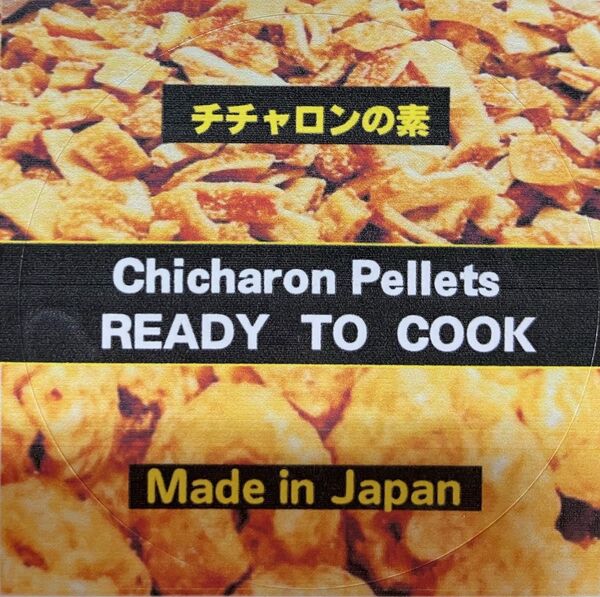 チチャロンの素
Chicharon Pellets
READY TO COOK
Made in Japan